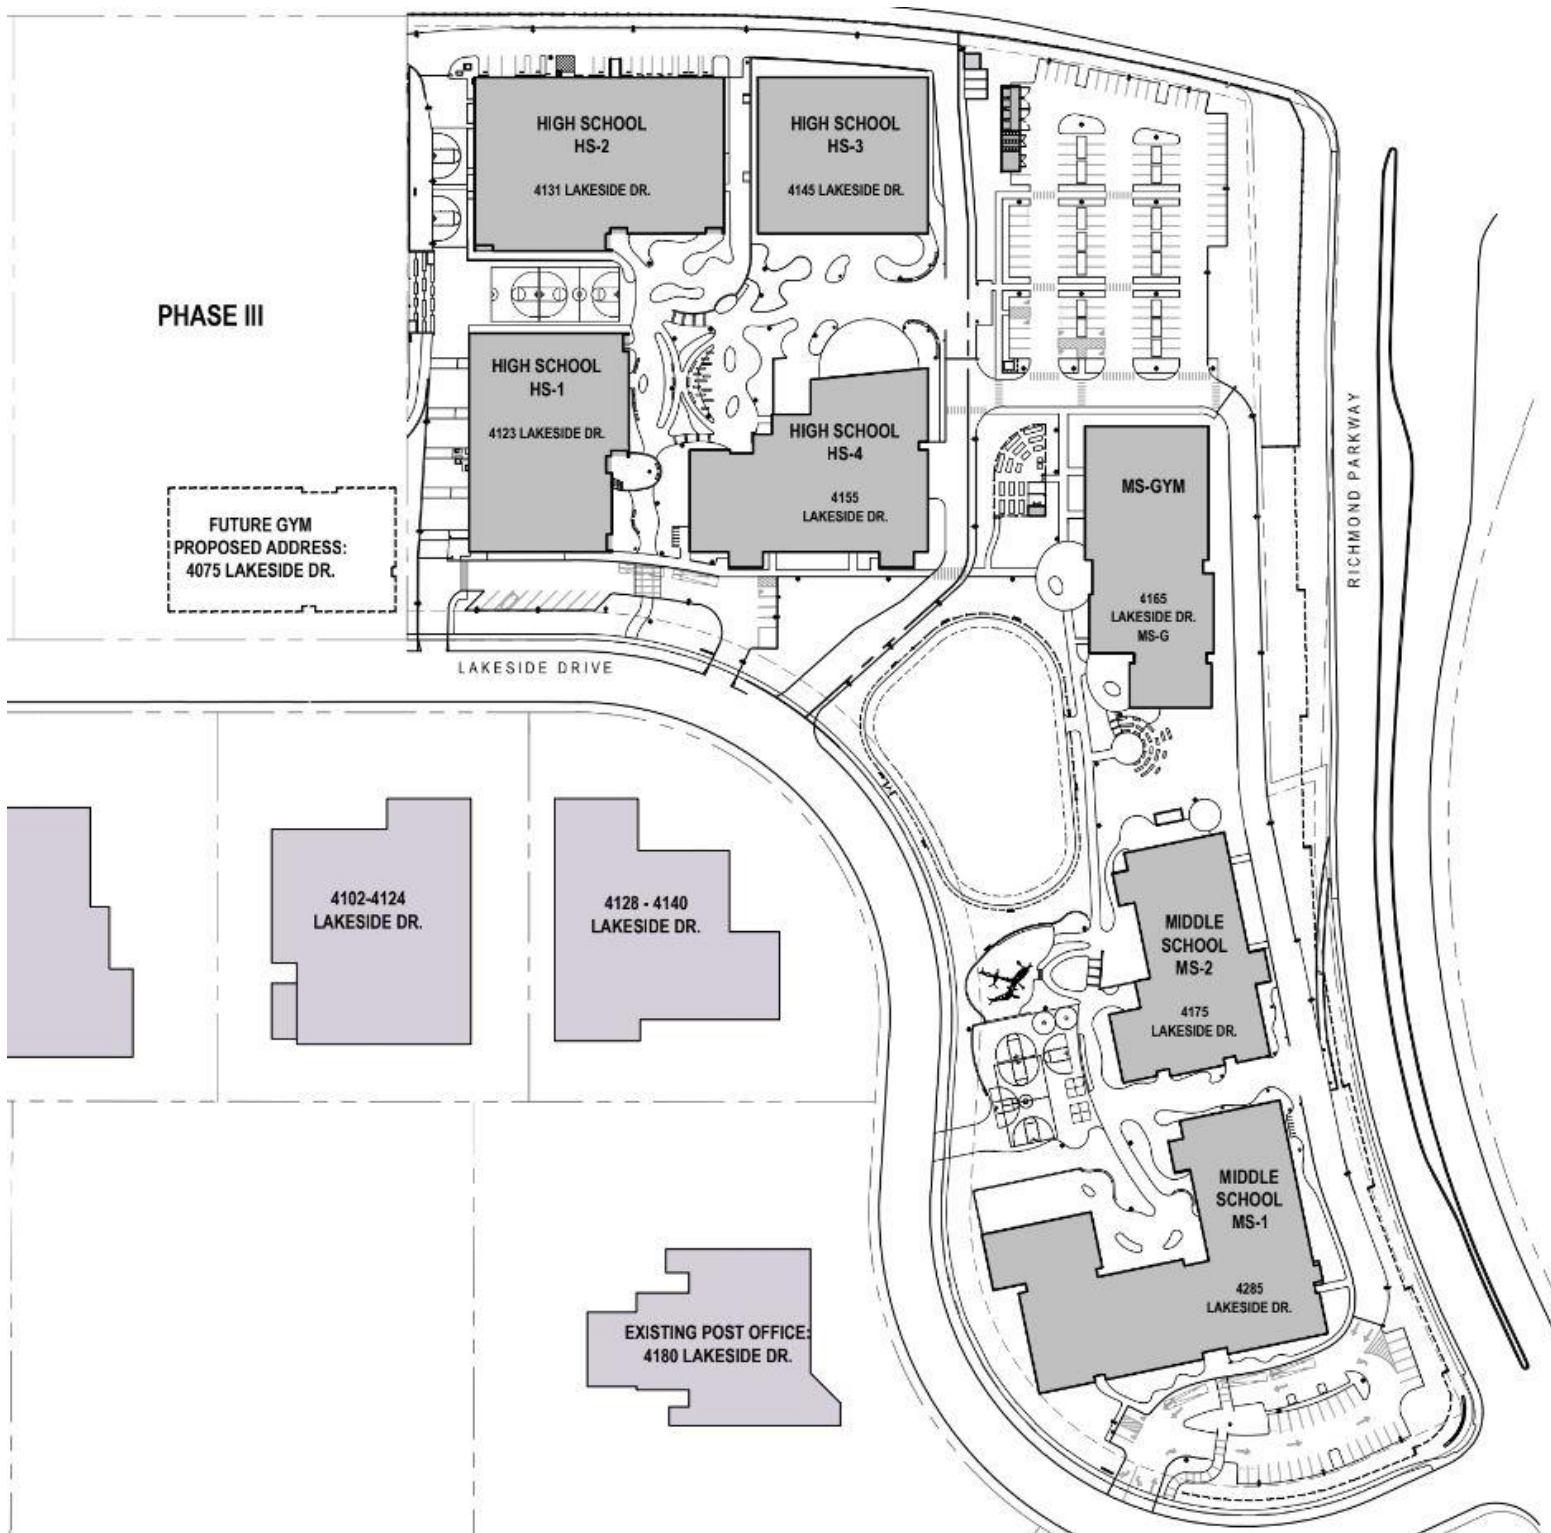 HIGH SCHOOL
HS-2
4131 LAKESIDE DR.
HIGH SCHOOL
HS-3
4145 LAKESIDE DR.
PHASE III
HIGH SCHOOL
HS-1
4123 LAKESIDE DR.
HIGH SCHOOL
HS-4
4155
LAKESIDE DR.
MS-GYM
4165
LAKESIDE DR.
MS-G
RICHMOND PARKWAY
FUTURE GYM
PROPOSED ADDRESS:
4075 LAKESIDE DR.
LAKESIDE DRIVE
4102-4124
LAKESIDE DR.
4128 - 4140
LAKESIDE DR.
MIDDLE
SCHOOL
MS-2
4175
LAKESIDE DR.
MIDDLE
SCHOOL
MS-1
4285
LAKESIDE DR.
EXISTING POST OFFICE:
4180 LAKESIDE DR.